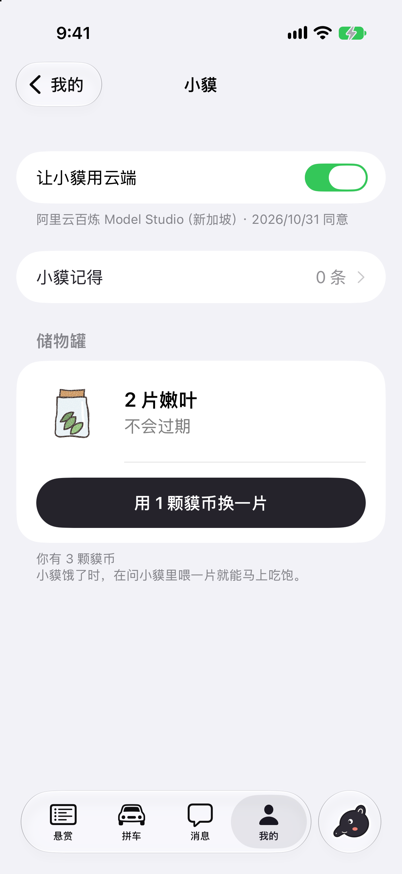 9:41
我的
小貘
让小貘用云端
阿里云百炼 Model Studio（新加坡）· 2026/10/31 同意
小貘记得
0 条
储物罐
2 片嫩叶
不会过期
用 1 颗貘币换一片
你有 3 颗貘币
小貘饿了时，在问小貘里喂一片就能马上吃饱。
悬赏
拼车
消息
我的